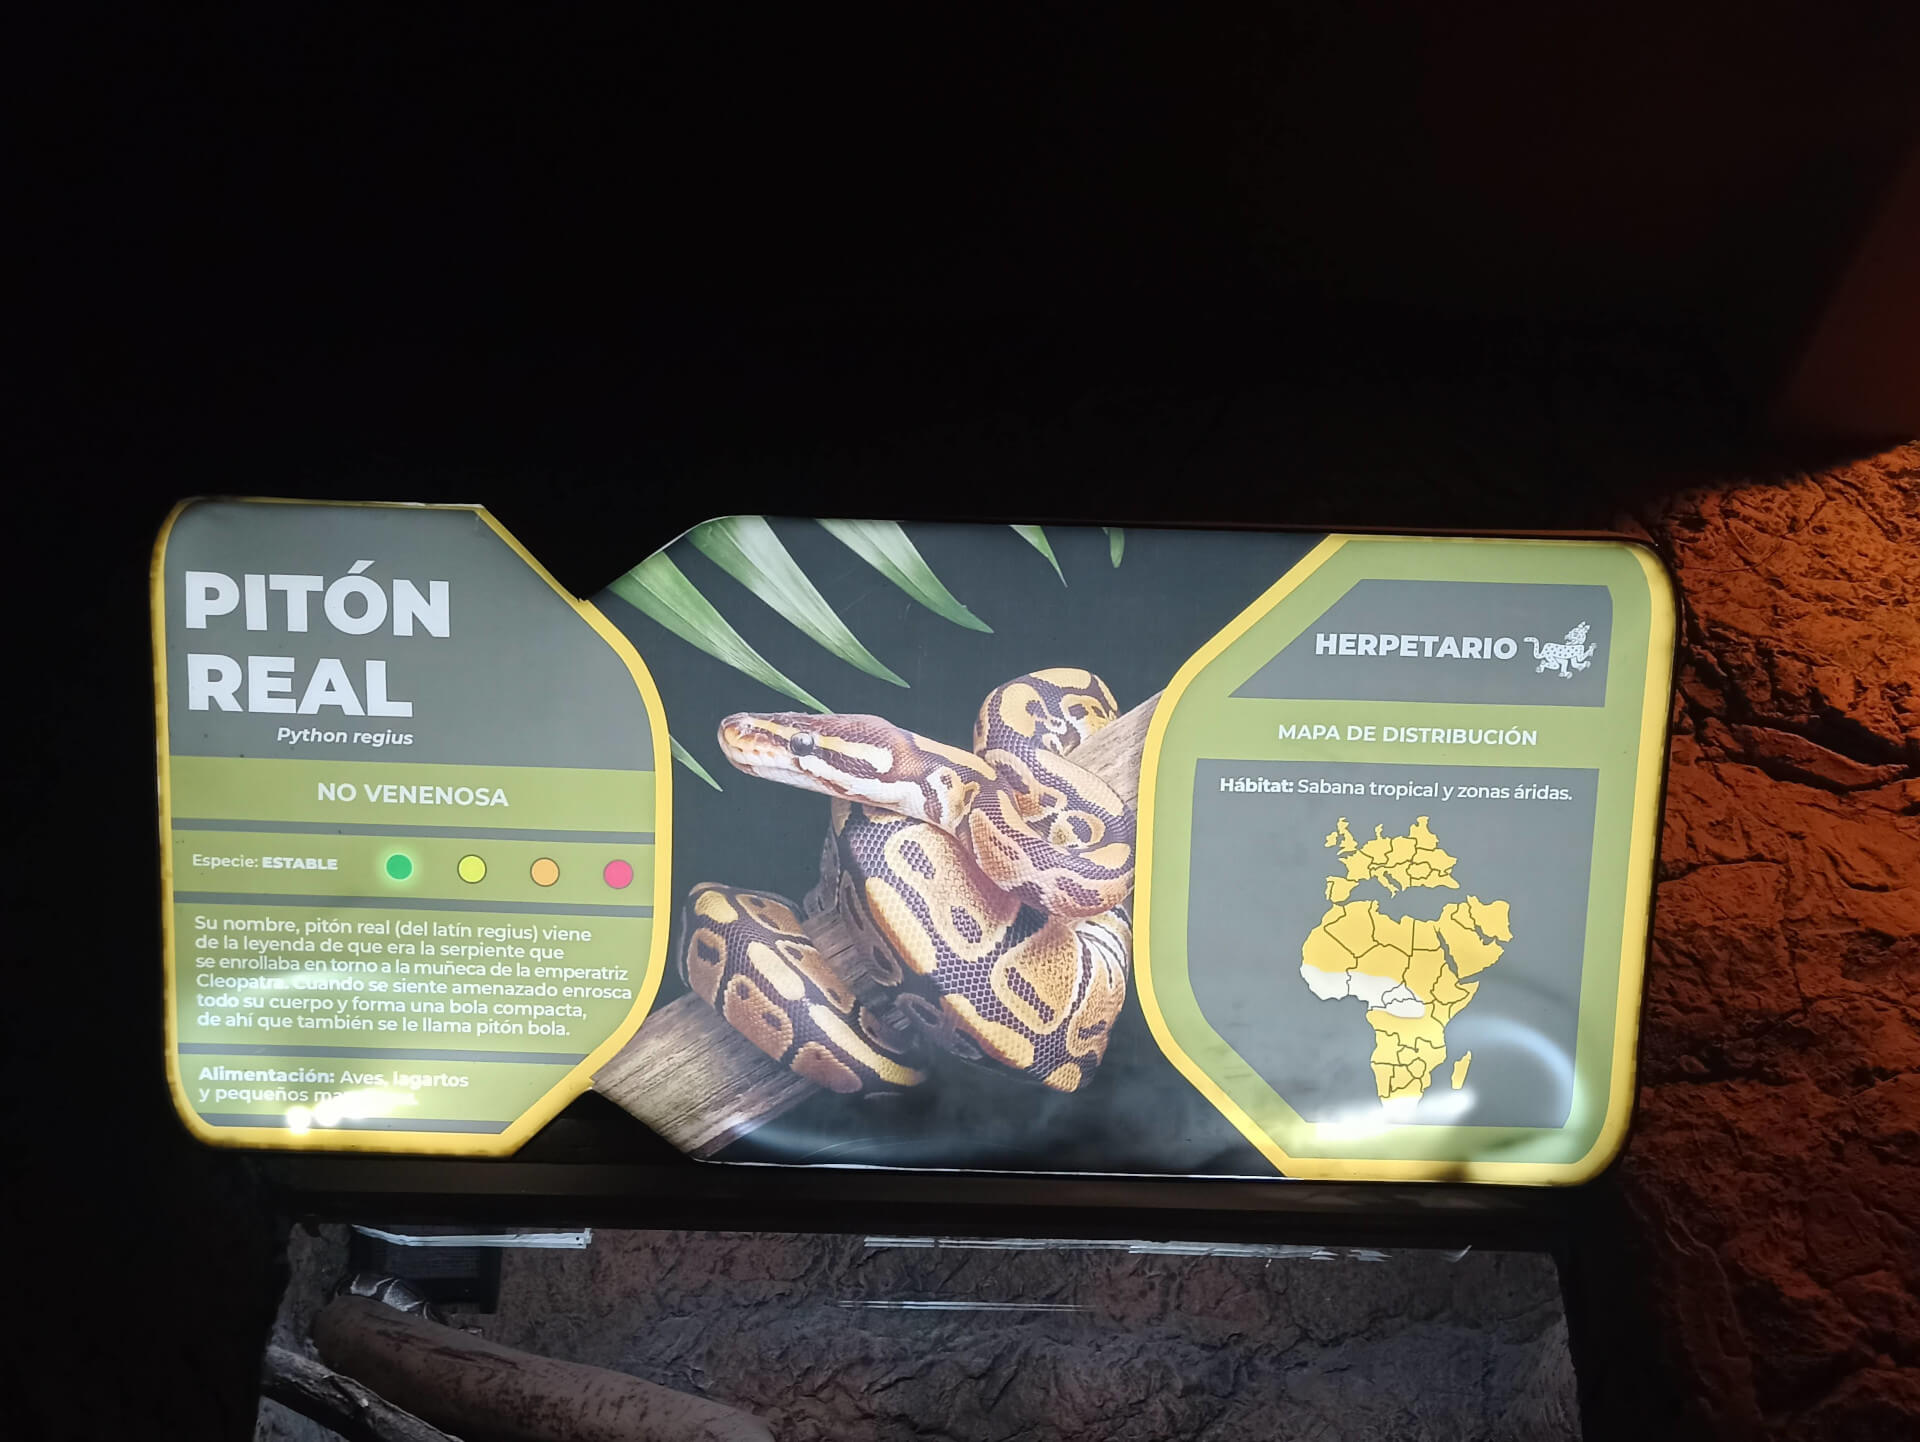 PITÓN
REAL
Python regius
NO VENENOSA
Especie: ESTABLE
Su nombre, pitón real (del latín regius) viene
de la leyenda de que era la serpiente que
se enrollaba en torno a la muñeca de la emperatriz
Cleopatra. Cuando se siente amenazado enrosca
todo su cuerpo y forma una bola compacta,
de ahí que también se le llama pitón bola.
Alimentación: Aves, lagartos
y pequeños
HERPETARIO
MAPA DE DISTRIBUCIÓN
Hábitat: Sabana tropical y zonas áridas.